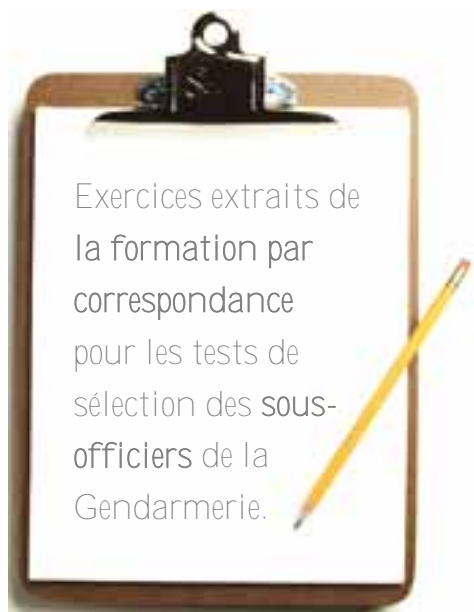 Exercices extraits de
la formation par
correspondance
pour les tests de
sélection des sous-
officiers de la
Gendarmerie.